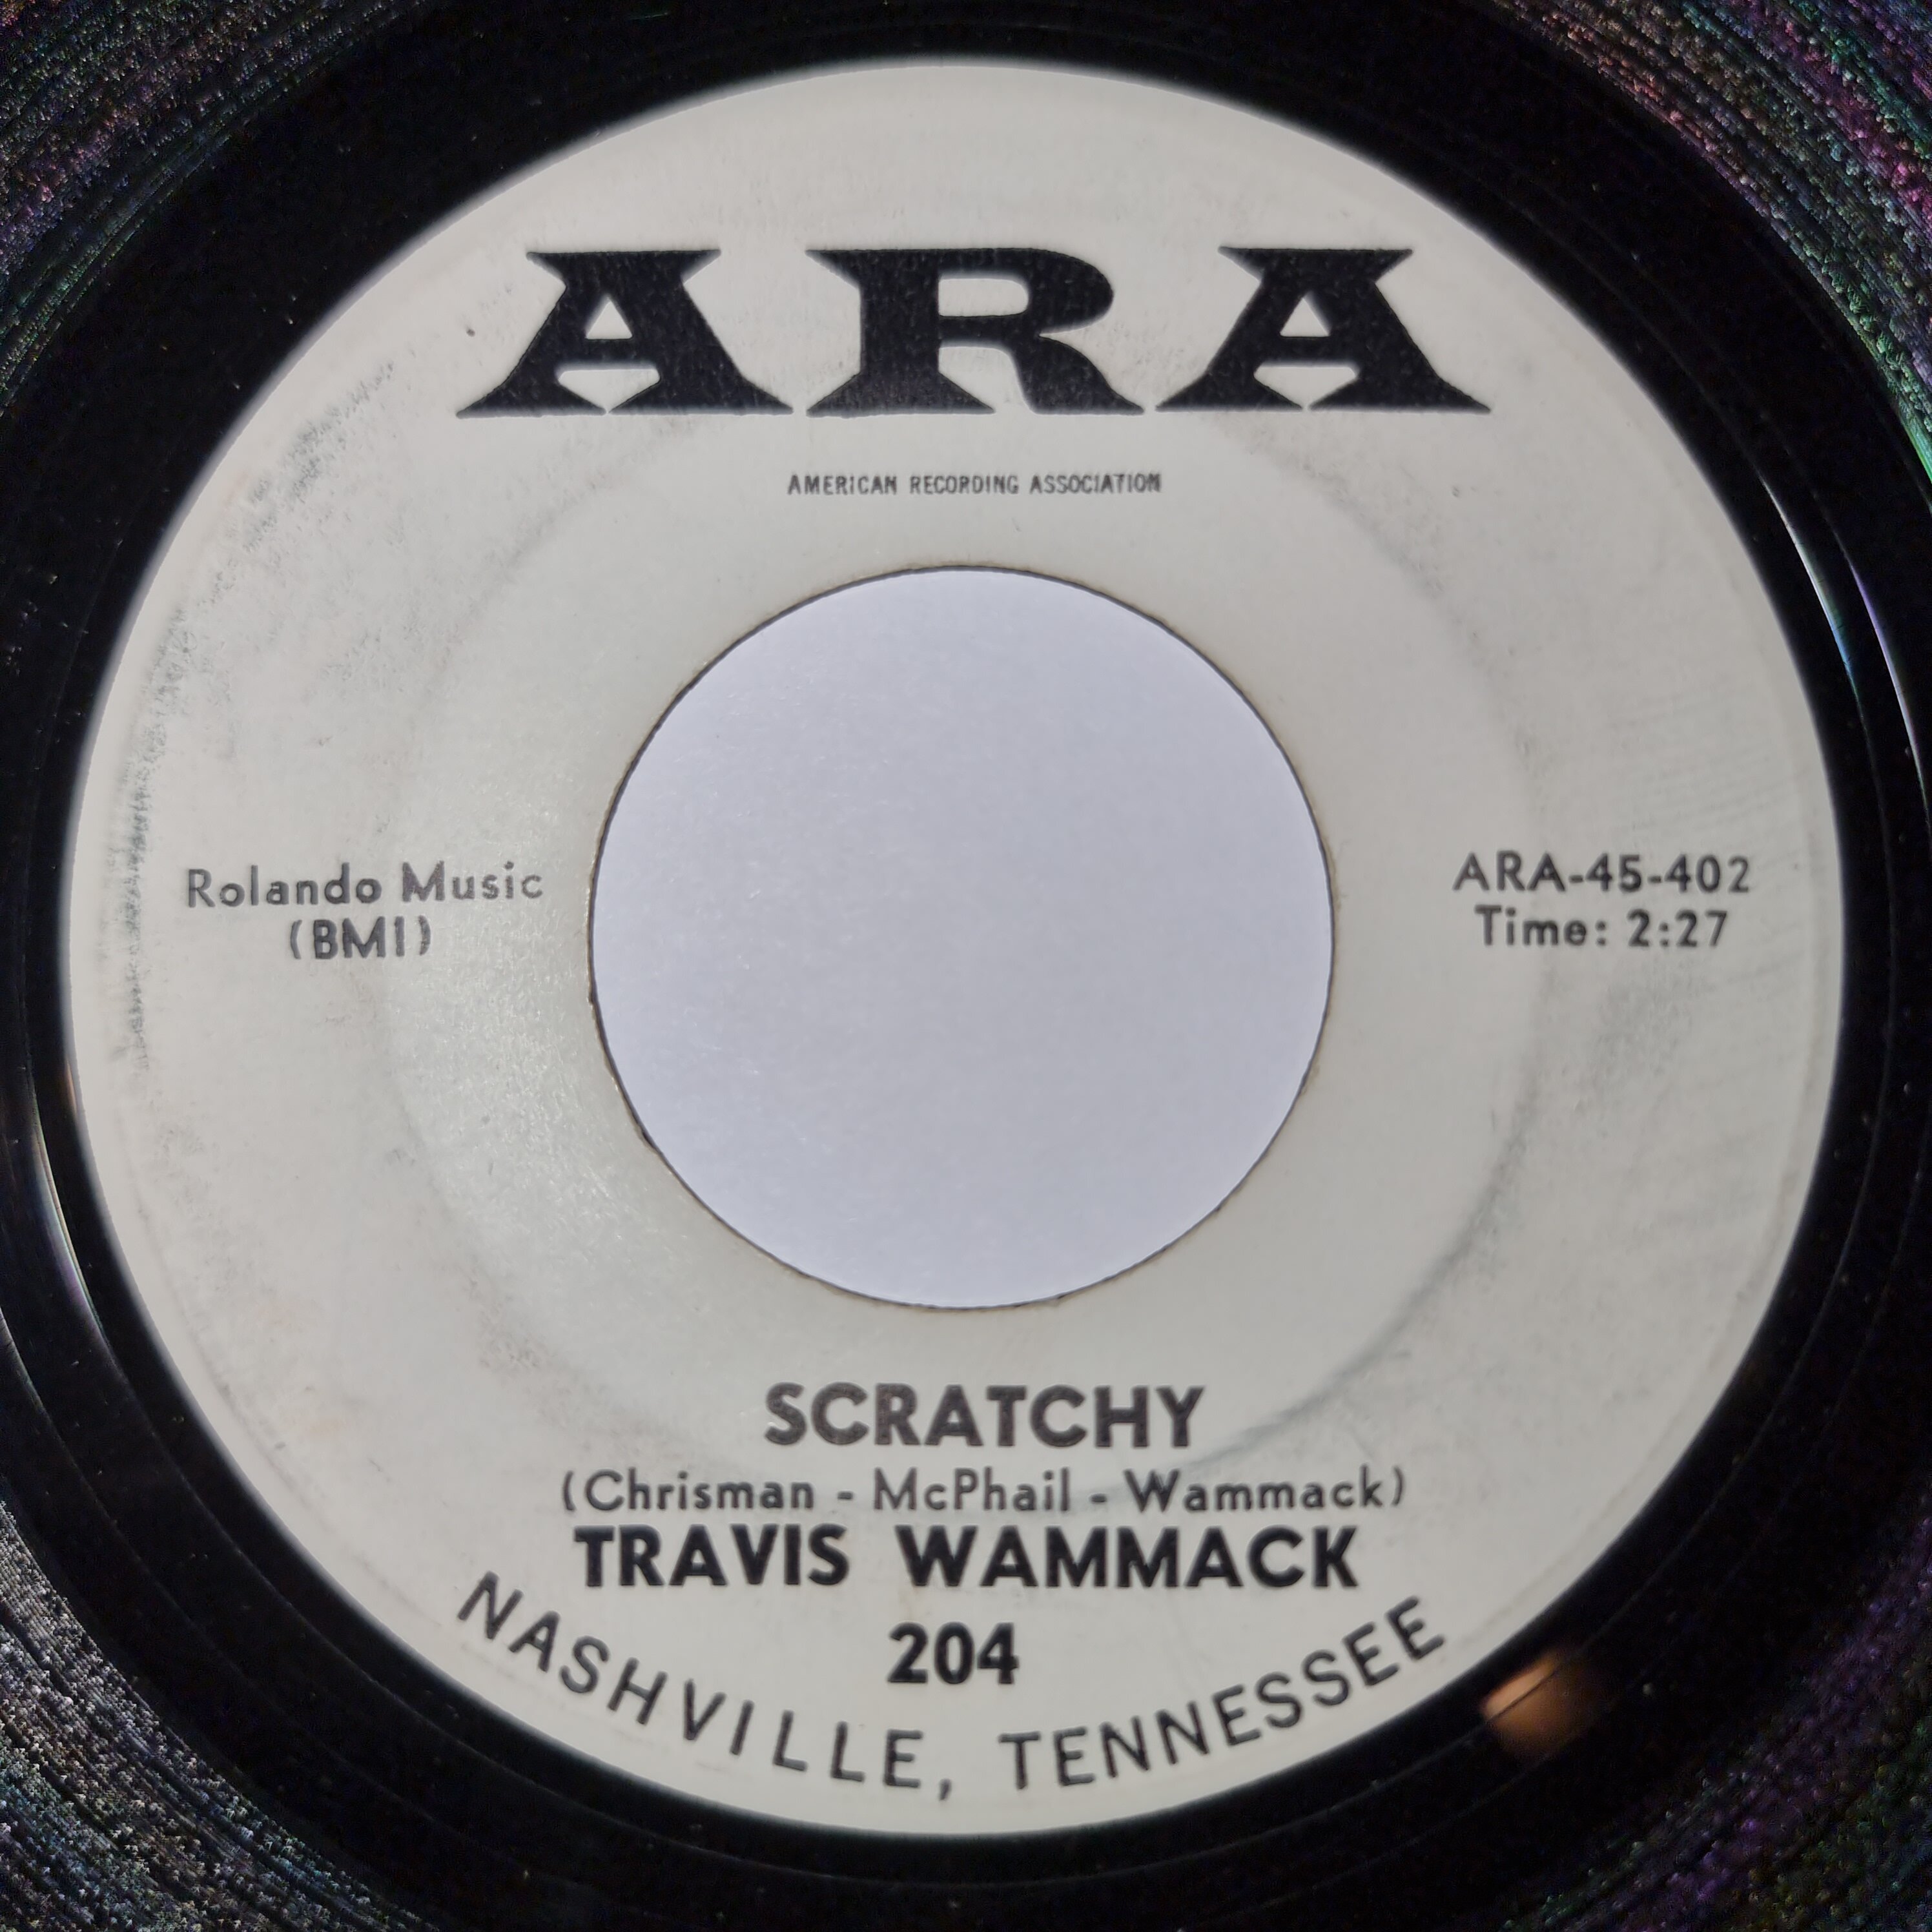 ARA
AMERICAN RECORDING ASSOCIATION
Rolando Music
(BMI)
ARA-45-402
Time: 2:27
SCRATCHY
(Chrisman - McPhail - Wammack)
TRAVIS WAMMACK
204
NASHVILLE, TENNESSEE